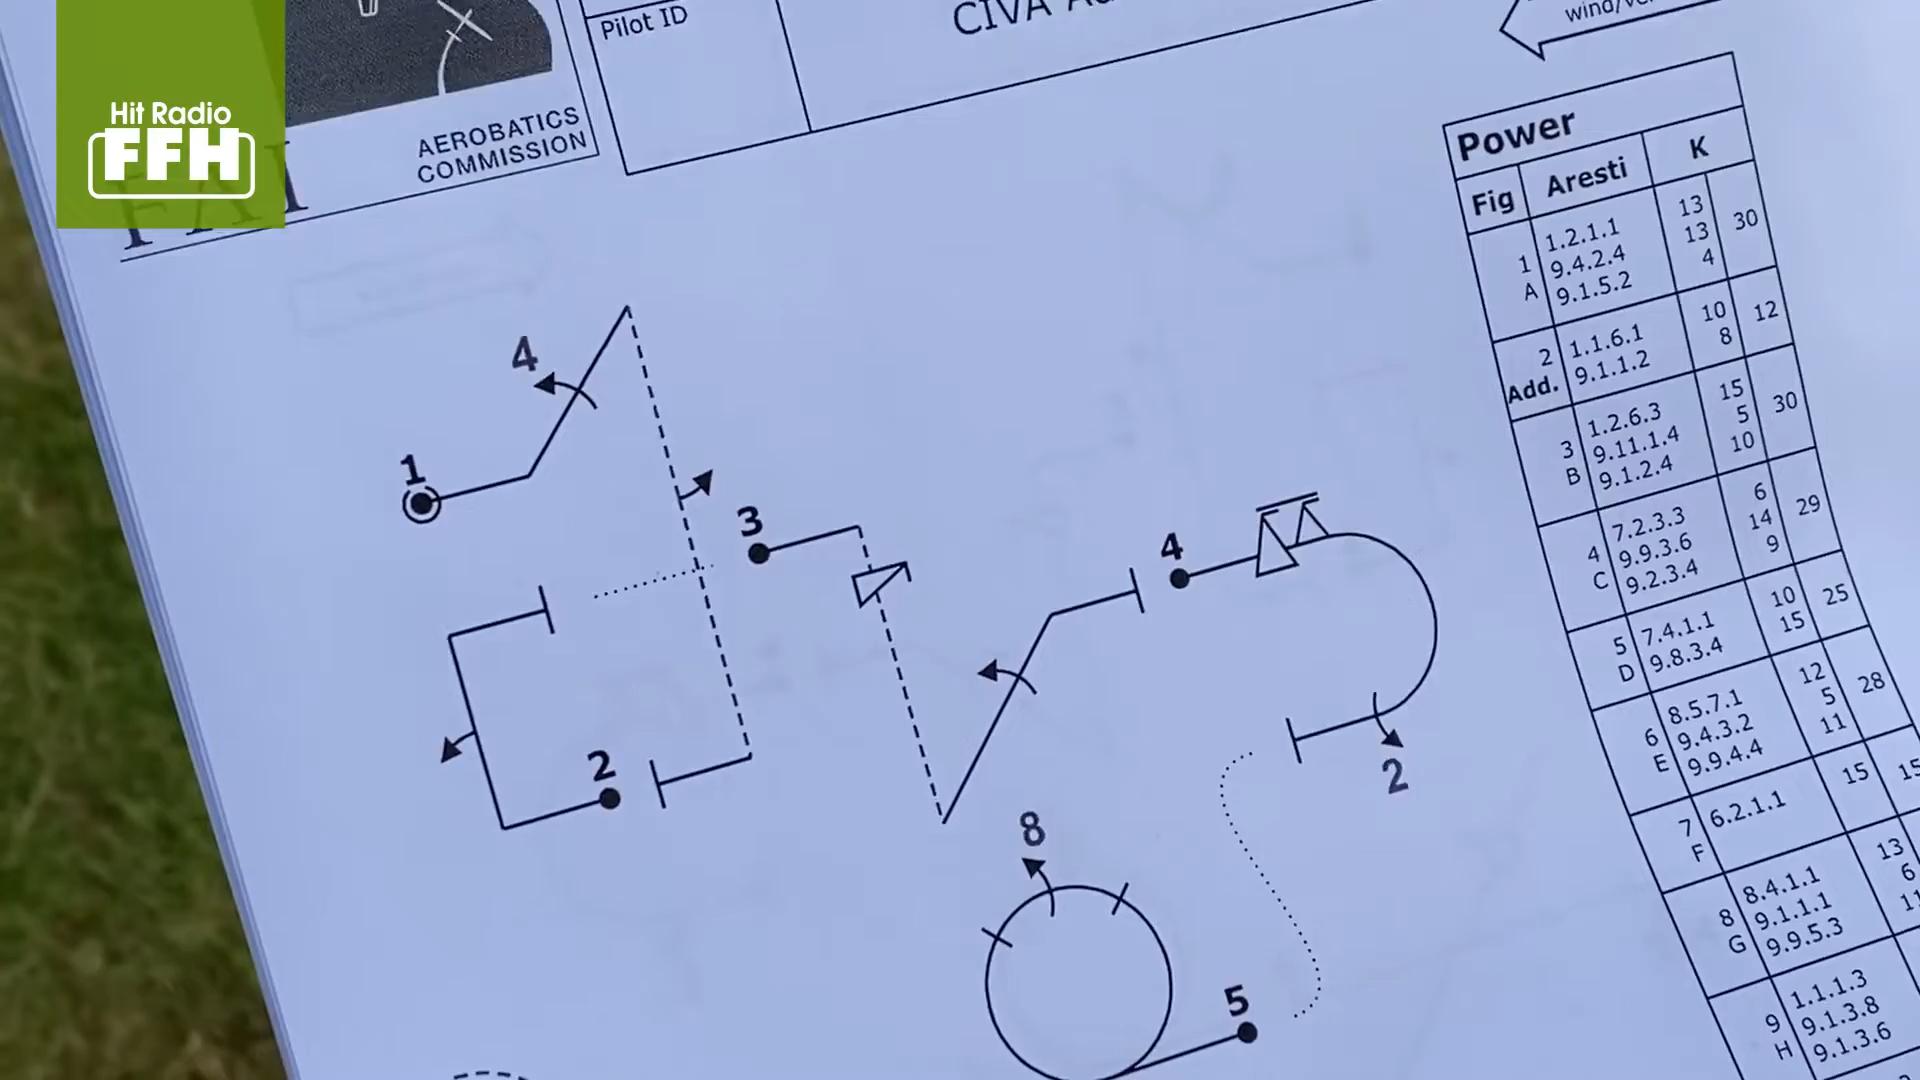 Hit Radio
FFH
FAI
AEROBATICS
COMMISSION
Pilot ID
CIVA
Power
Fig Aresti K
1 1.2.1.1 13 30
9.4.2.4 13
A 9.1.5.2 4
2 1.1.6.1 10 12
Add. 9.1.1.2 8
3 1.2.6.3 15 30
9.11.1.4 5
B 9.1.2.4 10
4 7.2.3.3 6 29
9.9.3.6 14
C 9.2.3.4 9
5 7.4.1.1 10 25
D 9.8.3.4 15
6 8.5.7.1 12 28
9.4.3.2 5
E 9.9.4.4 11
7 6.2.1.1 15 15
F
8 8.4.1.1 13
9.1.1.1 6
G 9.9.5.3 11
9 1.1.1.3
9.1.3.8
H 9.1.3.6
4
1
3
4
2
2
8
5